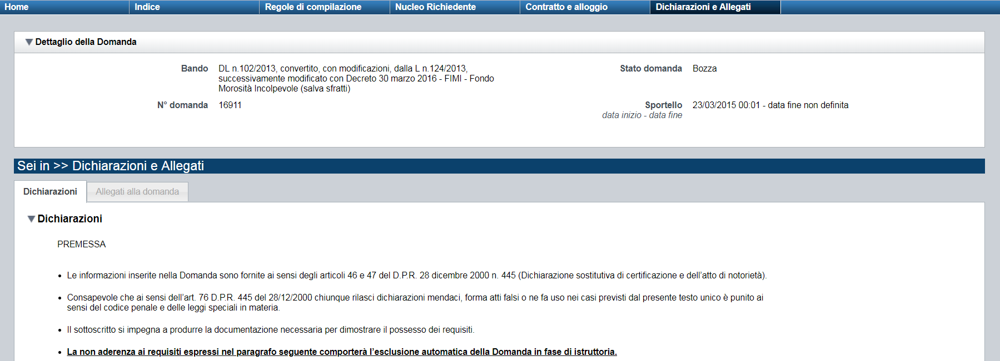 Home Indice Regole di compilazione Nucleo Richiedente Contratto e alloggio Dichiarazioni e Allegati
Dettaglio della Domanda
Bando DL n.102/2013, convertito, con modificazioni, dalla L n.124/2013, Stato domanda Bozza
successivamente modificato con Decreto 30 marzo 2016 - FIMI - Fondo
Morosità Incolpevole (salva sfratti)
N° domanda 16911 Sportello 23/03/2015 00:01 - data fine non definita
data inizio - data fine
Sei in >> Dichiarazioni e Allegati
Dichiarazioni Allegati alla domanda
Dichiarazioni
PREMESSA
• Le informazioni inserite nella Domanda sono fornite ai sensi degli articoli 46 e 47 del D.P.R. 28 dicembre 2000 n. 445 (Dichiarazione sostitutiva di certificazione e dell'atto di notorietà).
• Consapevole che ai sensi dell'art. 76 D.P.R. 445 del 28/12/2000 chiunque rilasci dichiarazioni mendaci, forma atti falsi o ne fa uso nei casi previsti dal presente testo unico è punito ai
sensi del codice penale e delle leggi speciali in materia.
• Il sottoscritto si impegna a produrre la documentazione necessaria per dimostrare il possesso dei requisiti.
• La non aderenza ai requisiti espressi nel paragrafo seguente comporterà l'esclusione automatica della Domanda in fase di istruttoria.